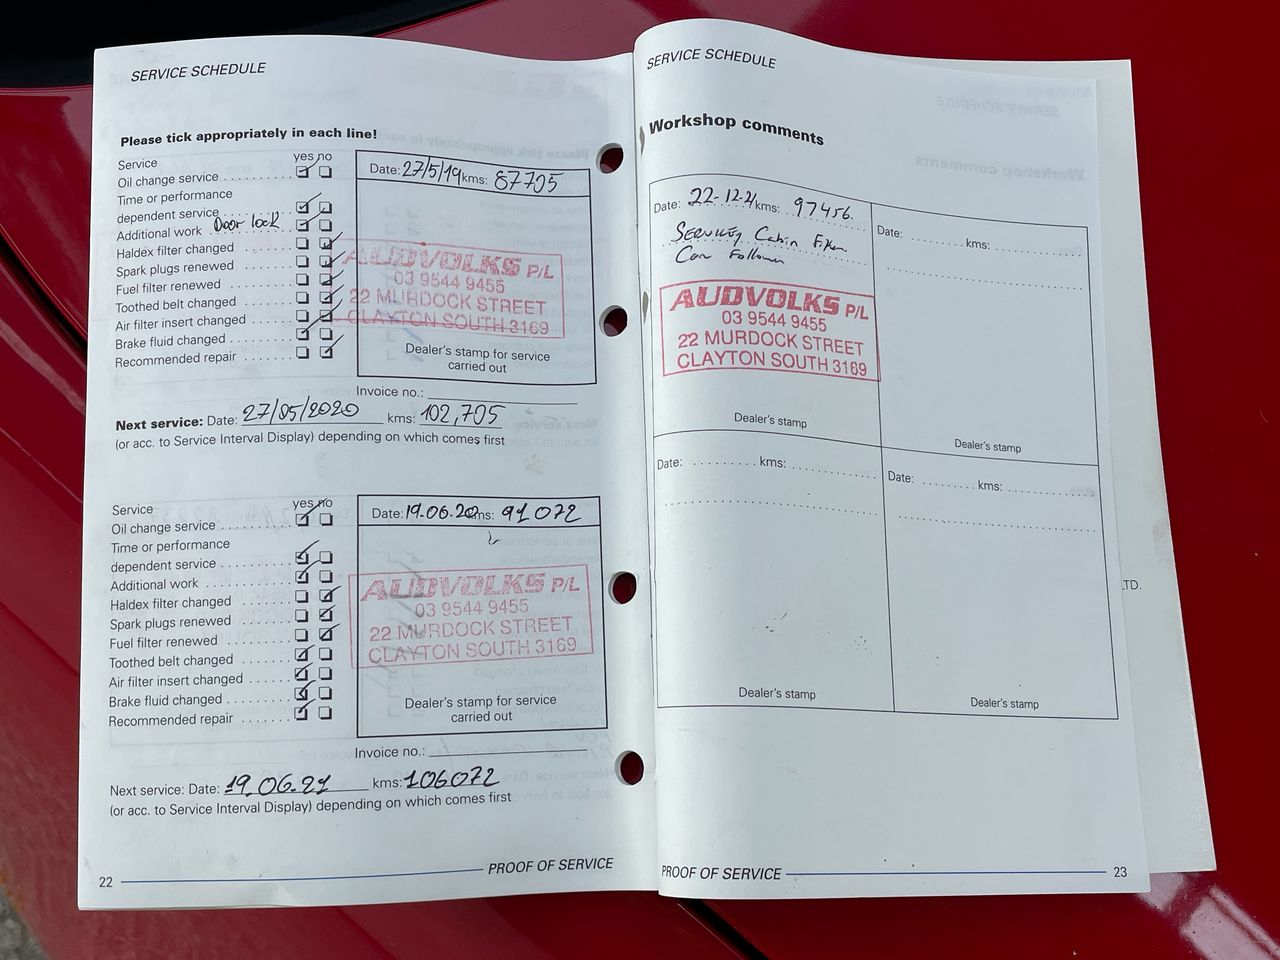 SERVICE SCHEDULE
Please tick appropriately in each line!
Service yes no
Oil change service
Time or performance
dependent service
Additional work Door lock
Haldex filter changed
Spark plugs renewed
Fuel filter renewed
Toothed belt changed
Air filter insert changed
Brake fluid changed
Recommended repair
Date: 27/5/19 kms: 87705
AUDVOLKS P/L
03 9544 9455
22 MURDOCK STREET
CLAYTON SOUTH 3169
Dealer's stamp for service
carried out
Invoice no.:
Next service: Date: 27/05/2020 kms: 102,705
(or acc. to Service Interval Display) depending on which comes first
Service yes no
Oil change service
Time or performance
dependent service
Additional work
Haldex filter changed
Spark plugs renewed
Fuel filter renewed
Toothed belt changed
Air filter insert changed
Brake fluid changed
Recommended repair
Date: 19.06.20 kms: 91072
AUDVOLKS P/L
03 9544 9455
22 MURDOCK STREET
CLAYTON SOUTH 3169
Dealer's stamp for service
carried out
Invoice no.:
Next service: Date: 19.06.21 kms: 106072
(or acc. to Service Interval Display) depending on which comes first
22 PROOF OF SERVICE
SERVICE SCHEDULE
Workshop comments
Date: 22-12-21 kms: 97456.
Cabin
Cam Follower
AUDVOLKS P/L
03 9544 9455
22 MURDOCK STREET
CLAYTON SOUTH 3169
Dealer's stamp
Date: kms:
Dealer's stamp
Date: kms:
Dealer's stamp
Date: kms:
Dealer's stamp
LTD.
PROOF OF SERVICE 23